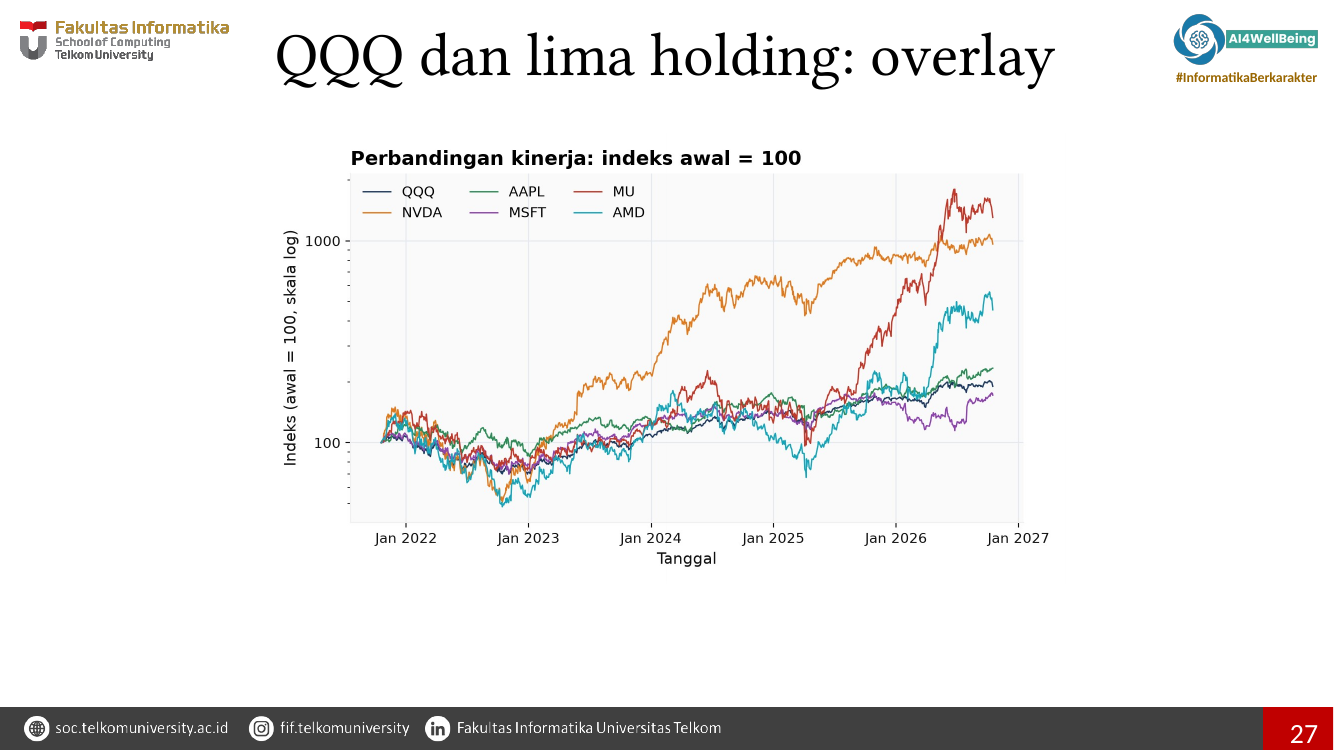 Fakultas Informatika
School of Computing
Telkom University
QQQ dan lima holding: overlay
AI4WellBeing
#InformatikaBerkarakter
Perbandingan kinerja: indeks awal = 100
QQQ
AAPL
MU
NVDA
MSFT
AMD
Indeks (awal = 100, skala log)
1000
100
Jan 2022
Jan 2023
Jan 2024
Jan 2025
Jan 2026
Jan 2027
Tanggal
soc.telkomuniversity.ac.id
fif.telkomuniversity
in
Fakultas Informatika Universitas Telkom
27